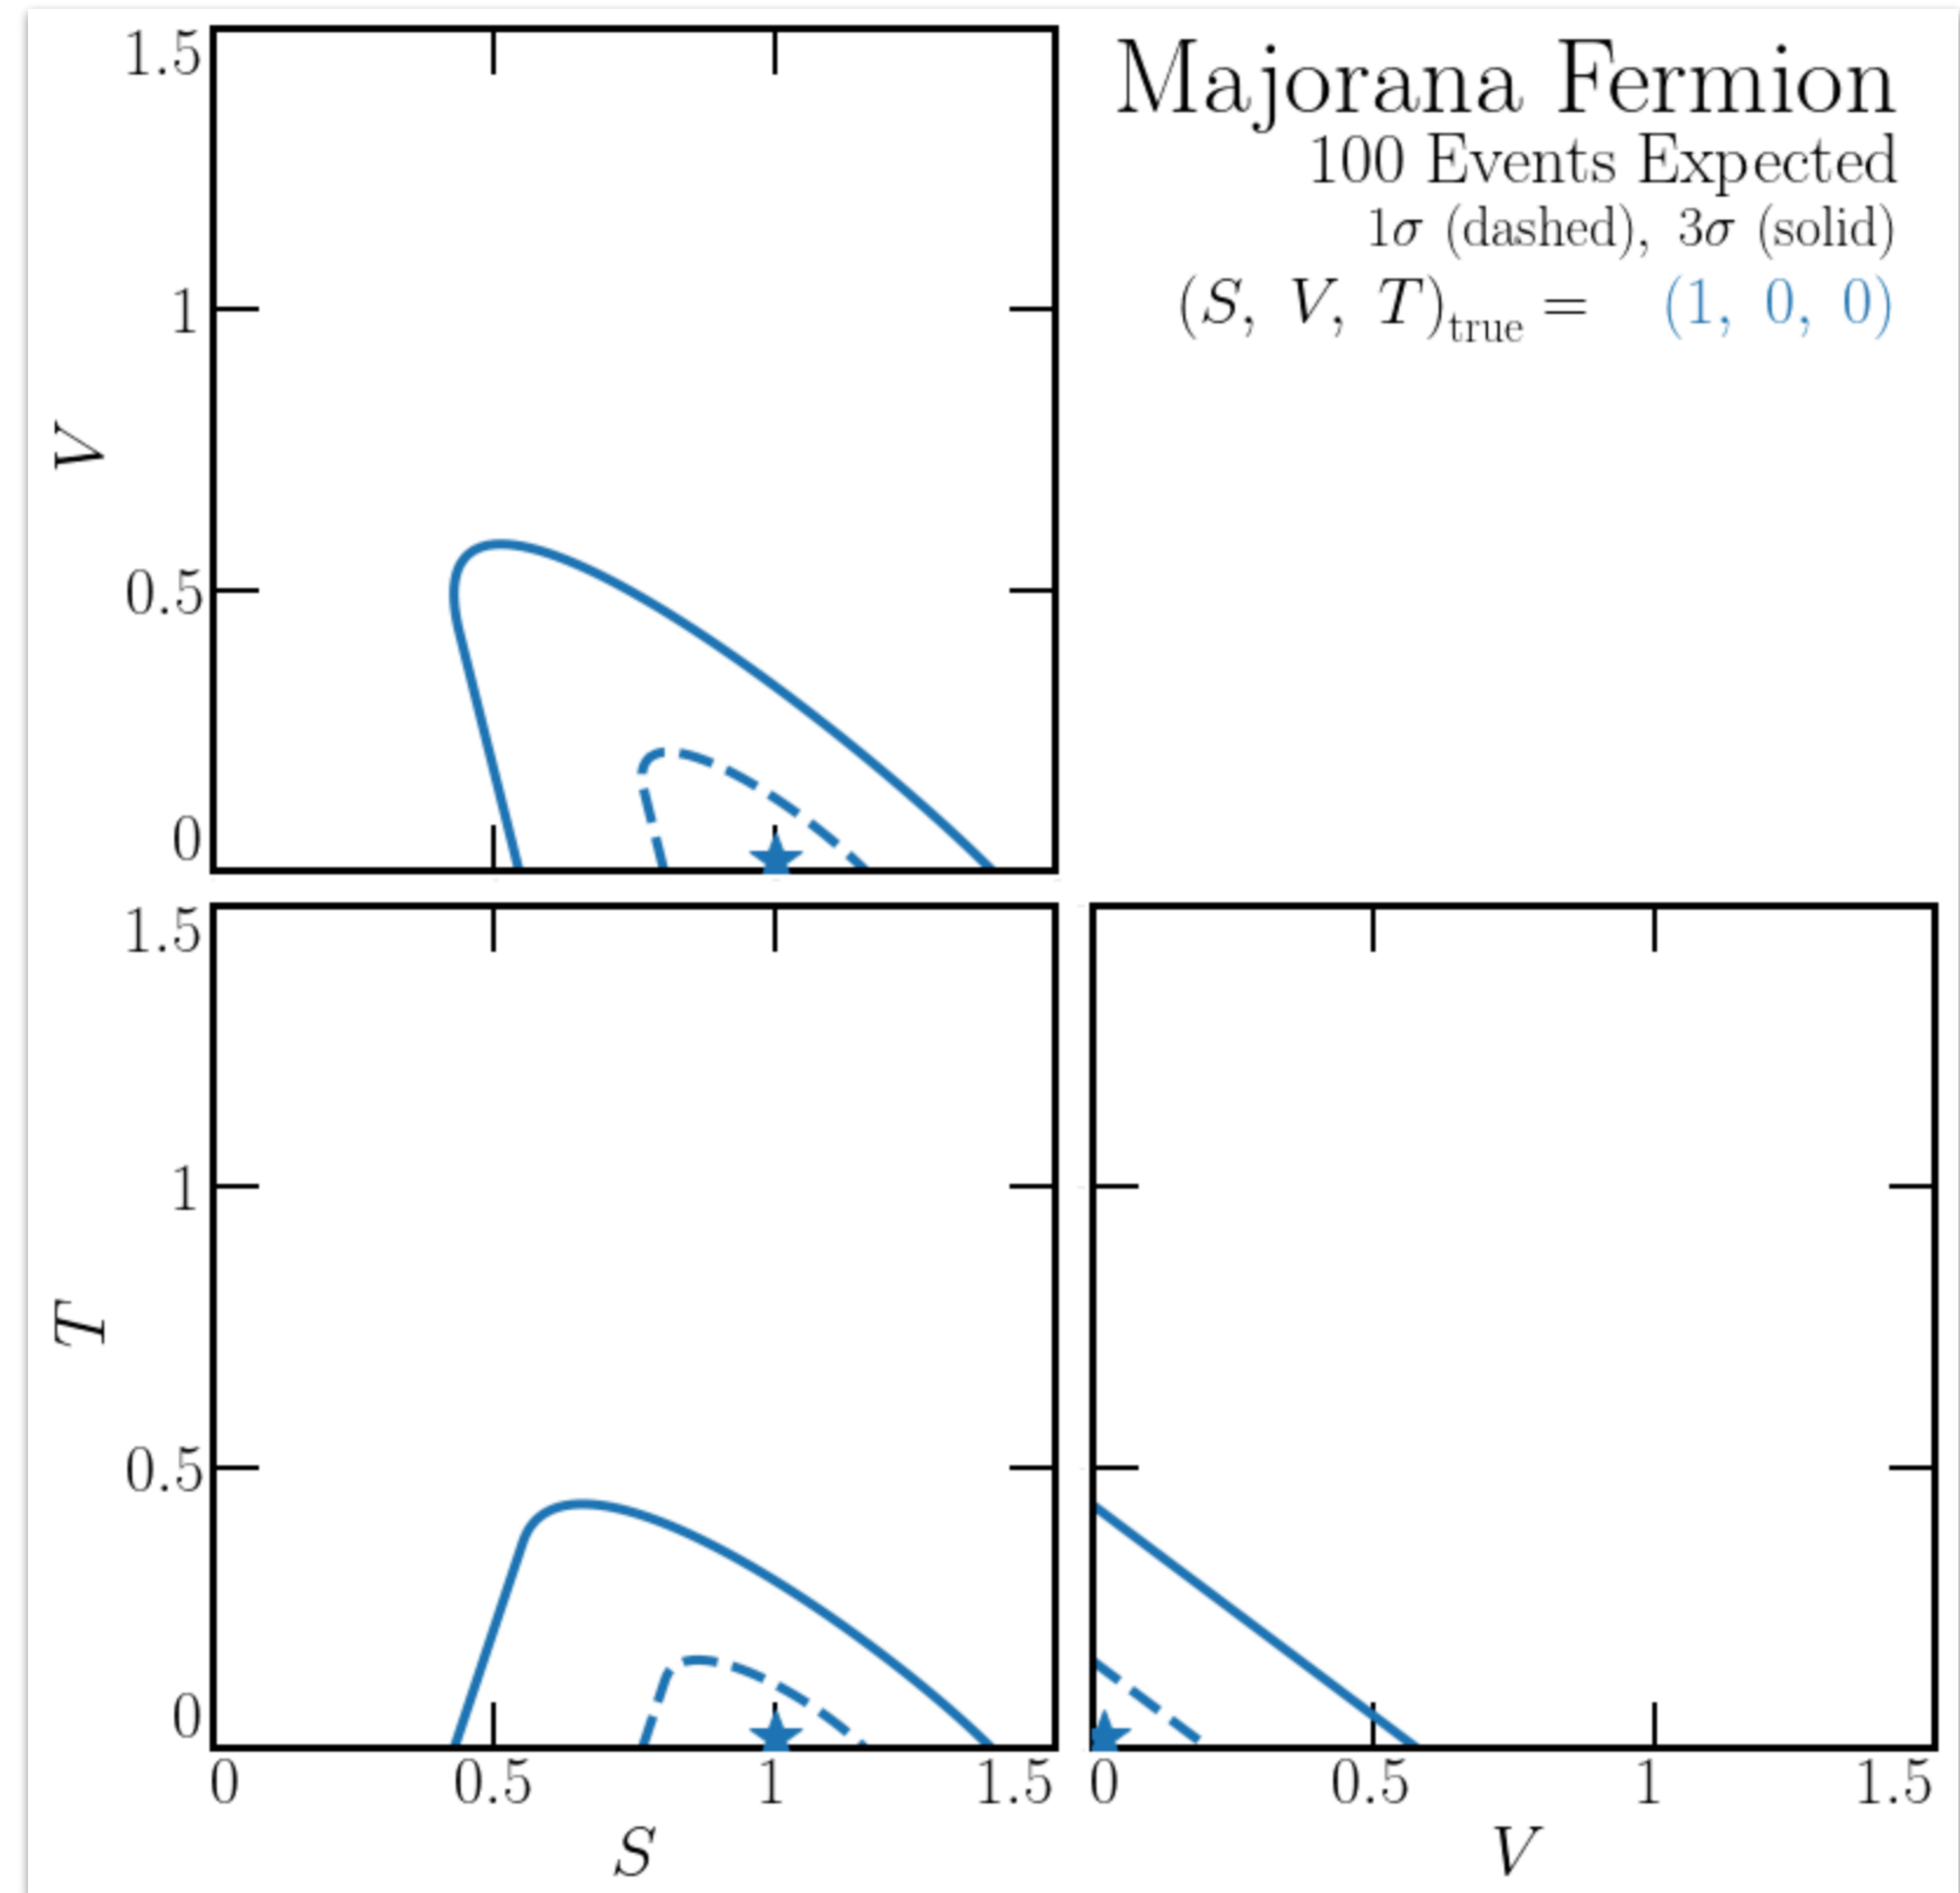 Majorana Fermion
100 Events Expected
1σ (dashed), 3σ (solid)
(S, V, T)true = (1, 0, 0)
1.5
1
0.5
0
V
1.5
1
0.5
0
T
0 0.5 1 1.5
S
0 0.5 1 1.5
V